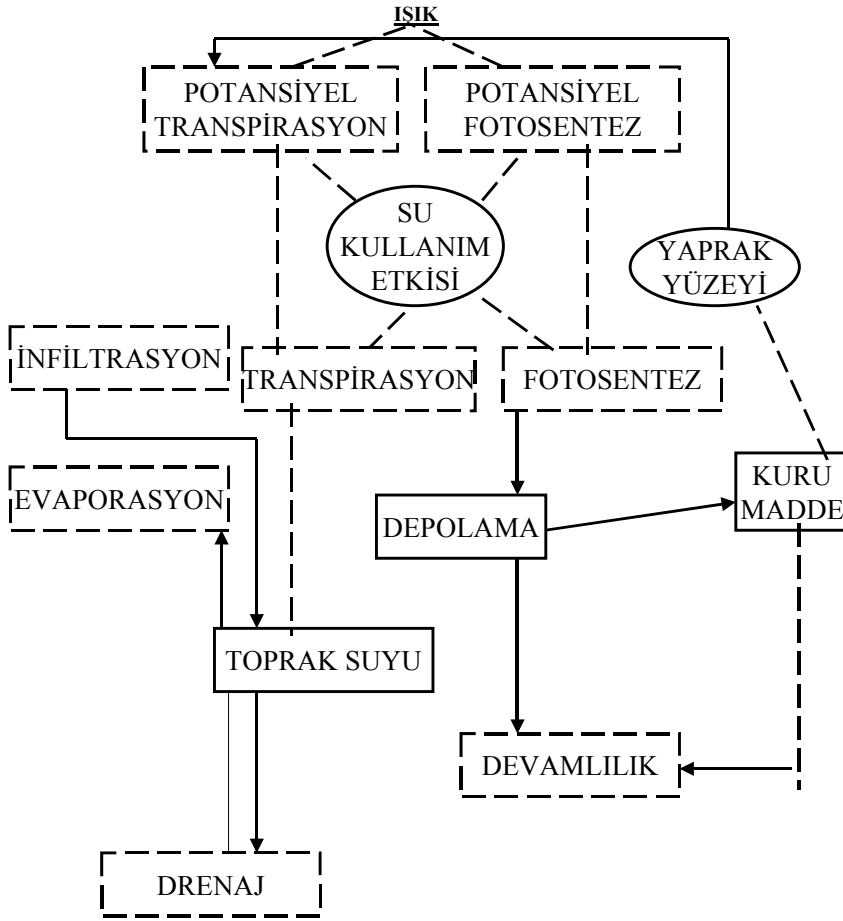 IŞIK
POTANSİYEL
TRANSPİRASYON
POTANSİYEL
FOTOSENTEZ
SU
KULLANIM
ETKİSİ
YAPRAK
YÜZEYİ
İNFİLTRASYON
TRANSPİRASYON
FOTOSENTEZ
EVAPORASYON
DEPOLAMA
KURU
MADDE
TOPRAK SUYU
DEVAMLILIK
DRENAJ